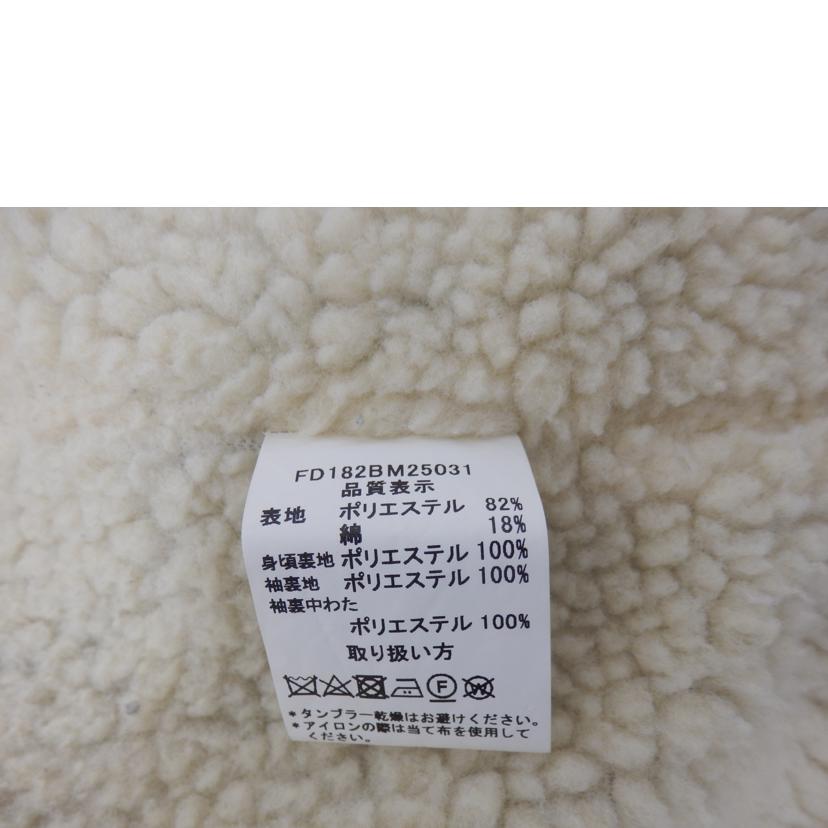 FD182BM25031
品質表示
表地 ポリエステル 82%
綿 18%
身頃裏地 ポリエステル 100%
袖裏地 ポリエステル 100%
袖裏中わた
ポリエステル 100%
取り扱い方
F W
*タンブラー乾燥はお避けください。
*アイロンの際は当て布を使用して
ください。